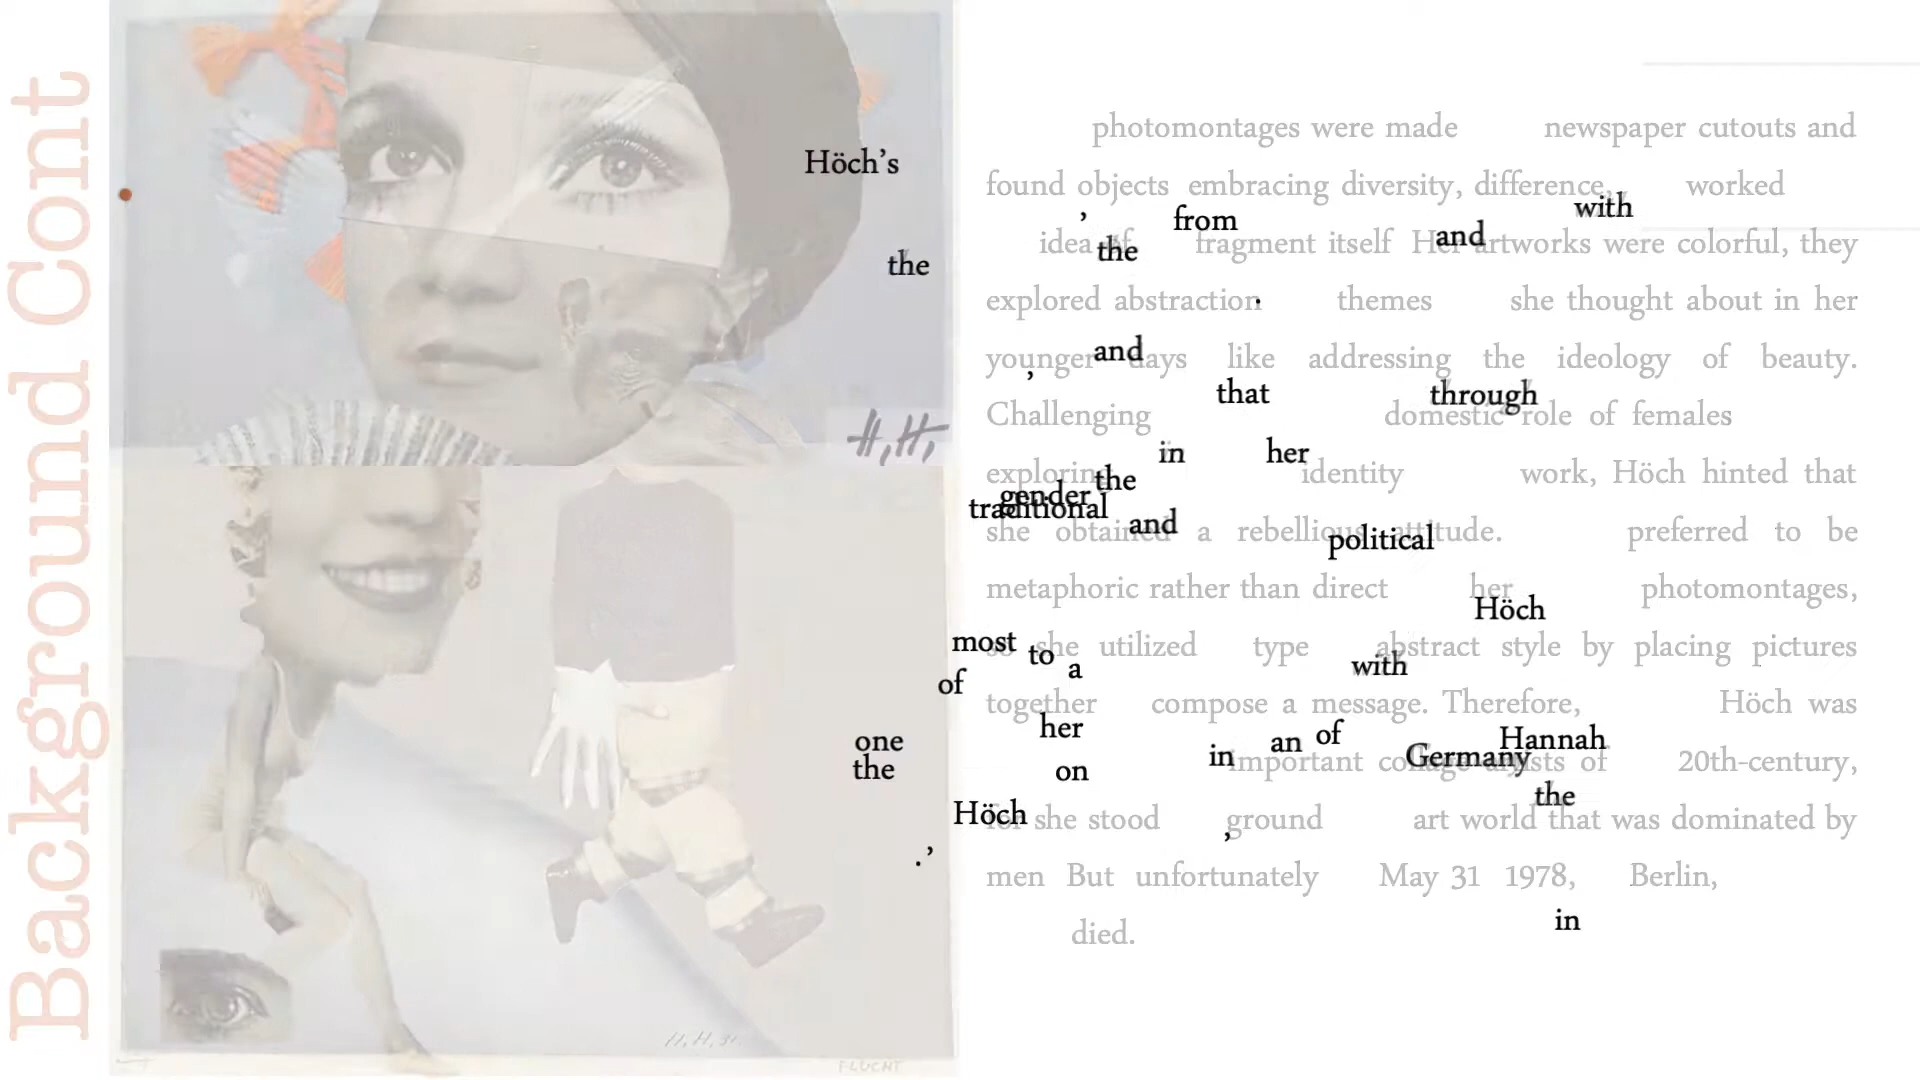 Background Cont
Höch's
the
H,H,
photomontages were made newspaper cutouts and
found objects embracing diversity, difference, worked
, from with
idea of fragment itself Her artworks were colorful, they
the and
explored abstraction . themes she thought about in her
and
younger days like addressing the ideology of beauty.
,
that through
Challenging domestic role of females
in her
exploring the identity work, Höch hinted that
gender
traditional and
she obtained a rebellious attitude. preferred to be
political
metaphoric rather than direct her photomontages,
Höch
most to a
so she utilized type abstract style by placing pictures
of with
together compose a message. Therefore, Höch was
her
one in an of Germany Hannah
the on important collage artists of 20th-century,
the
Höch
for she stood ground art world that was dominated by
,
.’
men But unfortunately May 31 1978, Berlin,
in
died.
H.H. 31
FLUCHT